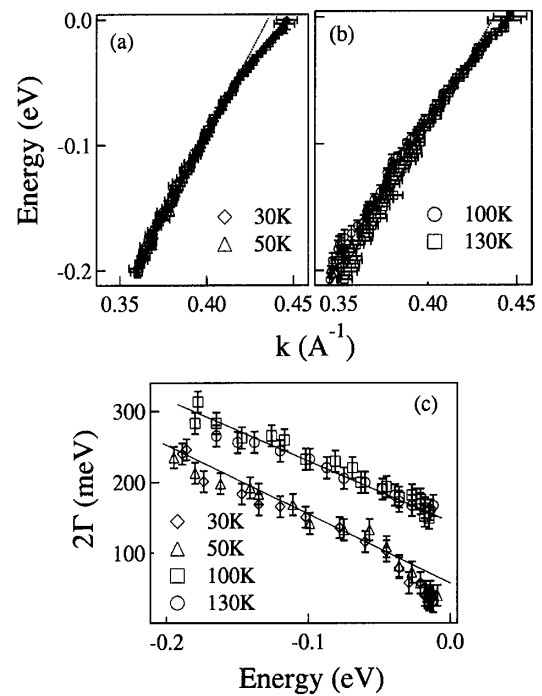 (a)
(b)
0.0
-0.1
-0.2
Energy (eV)
30K
50K
100K
130K
0.35 0.40 0.45
0.35 0.40 0.45
k (A⁻¹)
(c)
300
200
100
2Γ (meV)
30K
50K
100K
130K
-0.2 -0.1 0.0
Energy (eV)